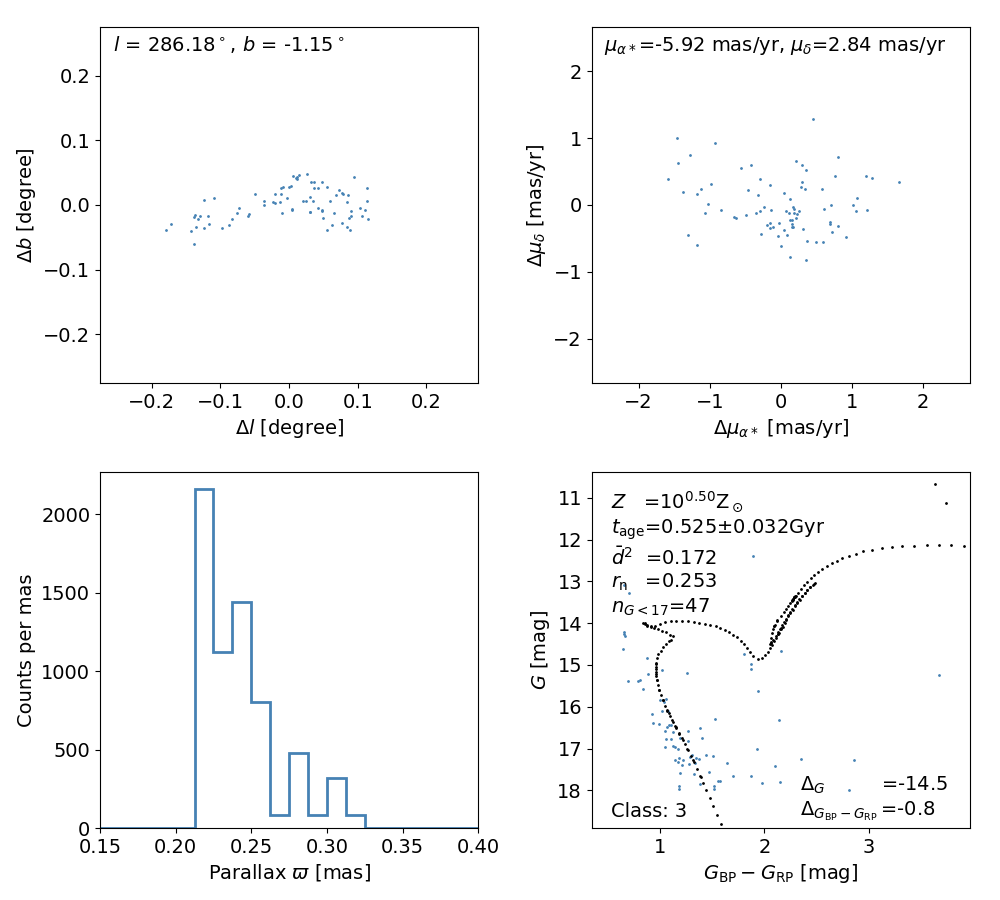 l = 286.18°, b = -1.15°
0.2
0.1
0.0
−0.1
−0.2
Δb [degree]
−0.2 −0.1 0.0 0.1 0.2
Δl [degree]
μα∗=-5.92 mas/yr, μδ=2.84 mas/yr
2
1
0
−1
−2
Δμδ [mas/yr]
−2 −1 0 1 2
Δμα∗ [mas/yr]
2000
1500
1000
500
0
Counts per mas
0.15 0.20 0.25 0.30 0.35 0.40
Parallax ϖ [mas]
Z =10^0.50 Z⊙
t_age=0.525±0.032Gyr
d̄² =0.172
r_n =0.253
n_G<17=47
Δ_G =-14.5
Class: 3 Δ_GBP−GRP=-0.8
11
12
13
14
15
16
17
18
G [mag]
1 2 3
G_BP − G_RP [mag]